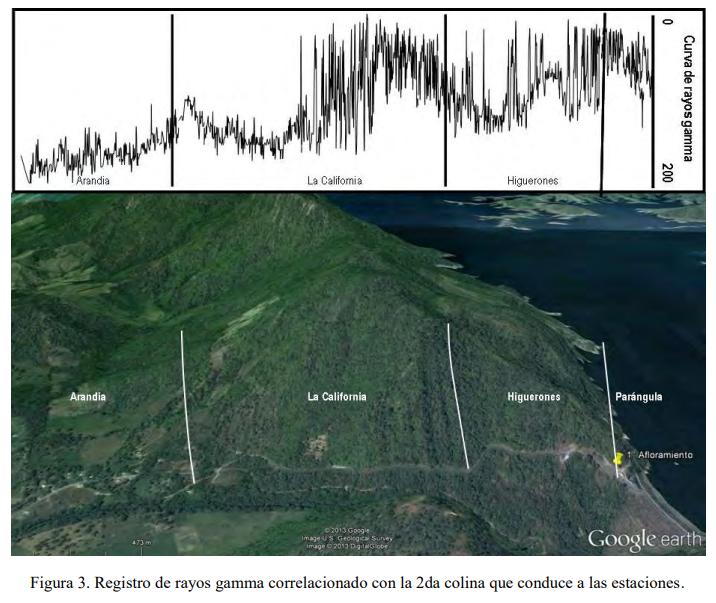 0
Curva de rayos gamma
200
Arandia
La California
Higuerones
Arandia
La California
Higuerones
Parángula
1. Afloramiento
© 2013 Google
Image U.S. Geological Survey
Image © 2013 DigitalGlobe
473 m
Google earth
Figura 3. Registro de rayos gamma correlacionado con la 2da colina que conduce a las estaciones.